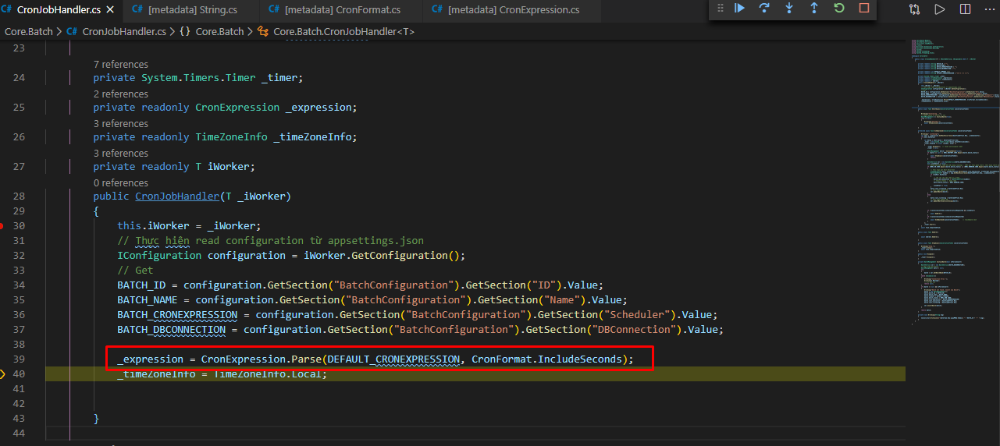 CronJobHandler.cs
[metadata] String.cs
[metadata] CronFormat.cs
[metadata] CronExpression.cs
Core.Batch > CronJobHandler.cs > {} Core.Batch > Core.Batch.CronJobHandler<T>
23
7 references
24 private System.Timers.Timer _timer;
2 references
25 private readonly CronExpression _expression;
3 references
26 private readonly TimeZoneInfo _timeZoneInfo;
3 references
27 private readonly T iWorker;
0 references
28 public CronJobHandler(T _iWorker)
29 {
30 this.iWorker = _iWorker;
31 // Thực hiện read configuration từ appsettings.json
32 IConfiguration configuration = iWorker.GetConfiguration();
33 // Get
34 BATCH_ID = configuration.GetSection("BatchConfiguration").GetSection("ID").Value;
35 BATCH_NAME = configuration.GetSection("BatchConfiguration").GetSection("Name").Value;
36 BATCH_CRONEXPRESSION = configuration.GetSection("BatchConfiguration").GetSection("Scheduler").Value;
37 BATCH_DBCONNECTION = configuration.GetSection("BatchConfiguration").GetSection("DBConnection").Value;
38
39 _expression = CronExpression.Parse(DEFAULT_CRONEXPRESSION, CronFormat.IncludeSeconds);
40 _timeZoneInfo = TimeZoneInfo.Local;
41
42
43 }
44